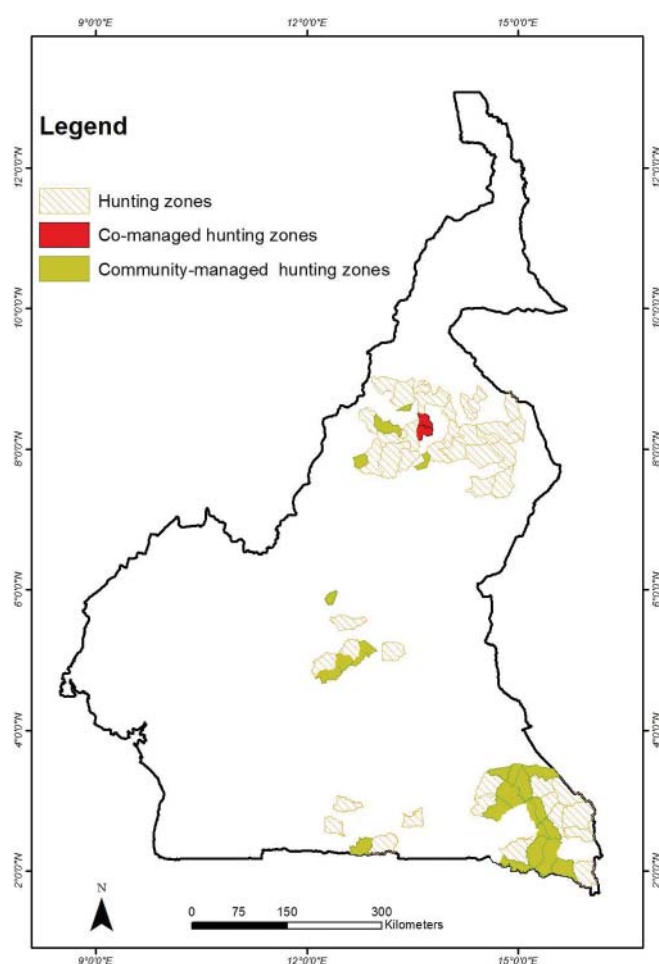 9°0'0"E 12°0'0"E 15°0'0"E
Legend
Hunting zones
Co-managed hunting zones
Community-managed hunting zones
12°0'0"N
12°0'0"N
10°0'0"N
10°0'0"N
8°0'0"N
8°0'0"N
6°0'0"N
6°0'0"N
4°0'0"N
4°0'0"N
2°0'0"N
2°0'0"N
N
0 75 150 300
Kilometers
9°0'0"E 12°0'0"E 15°0'0"E